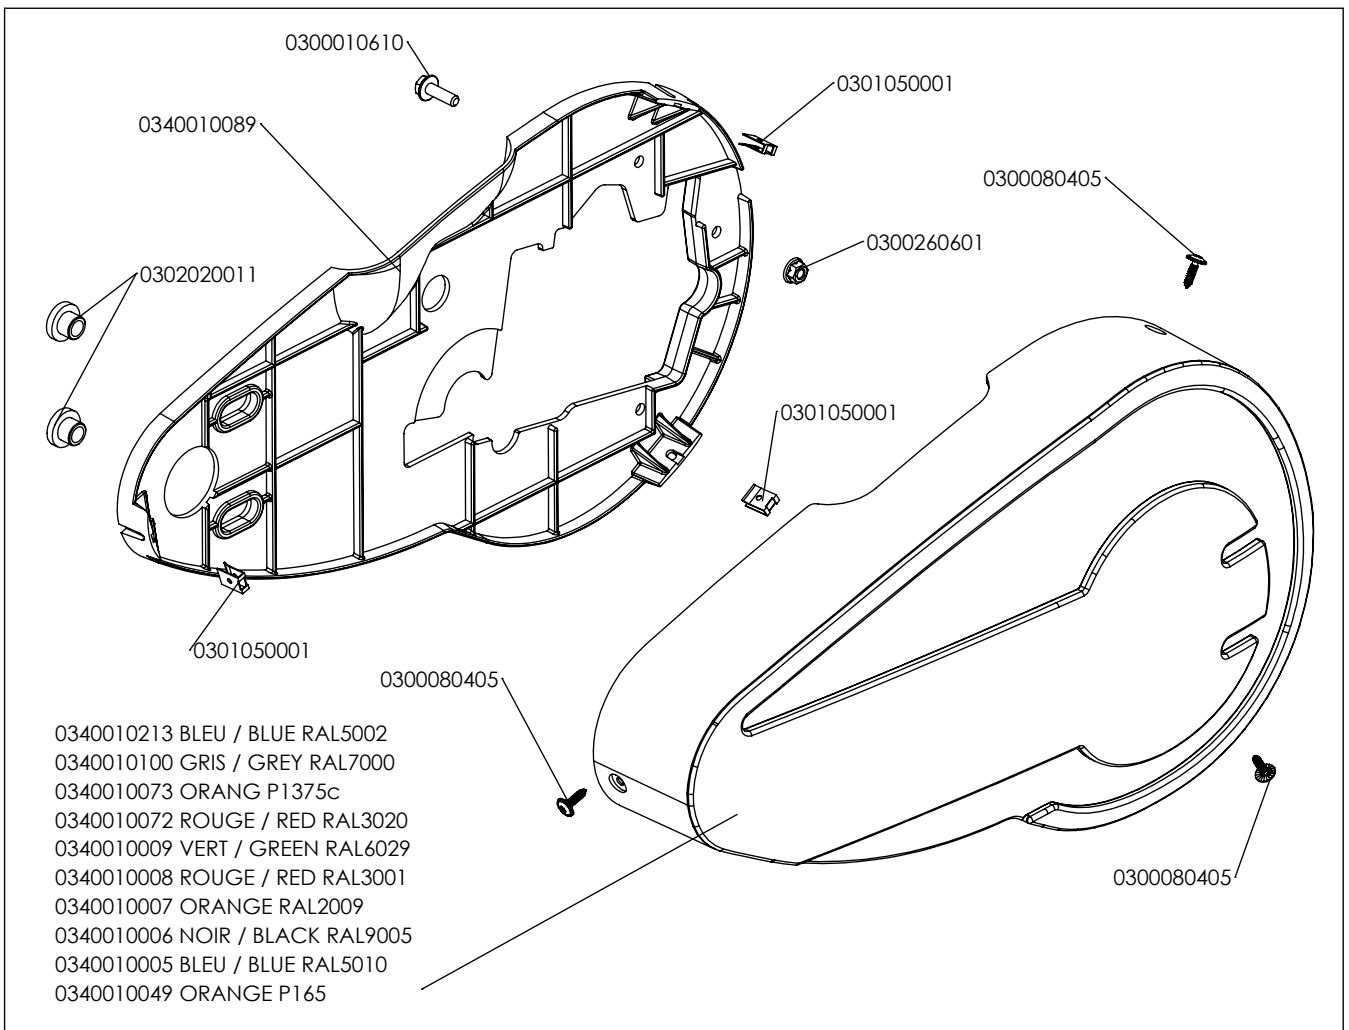 0300010610
0301050001
0340010089
0300080405
0300260601
0302020011
0301050001
0301050001
0300080405
0340010213 BLEU / BLUE RAL5002
0340010100 GRIS / GREY RAL7000
0340010073 ORANG P1375c
0340010072 ROUGE / RED RAL3020
0340010009 VERT / GREEN RAL6029
0340010008 ROUGE / RED RAL3001
0340010007 ORANGE RAL2009
0340010006 NOIR / BLACK RAL9005
0340010005 BLEU / BLUE RAL5010
0340010049 ORANGE P165
0300080405